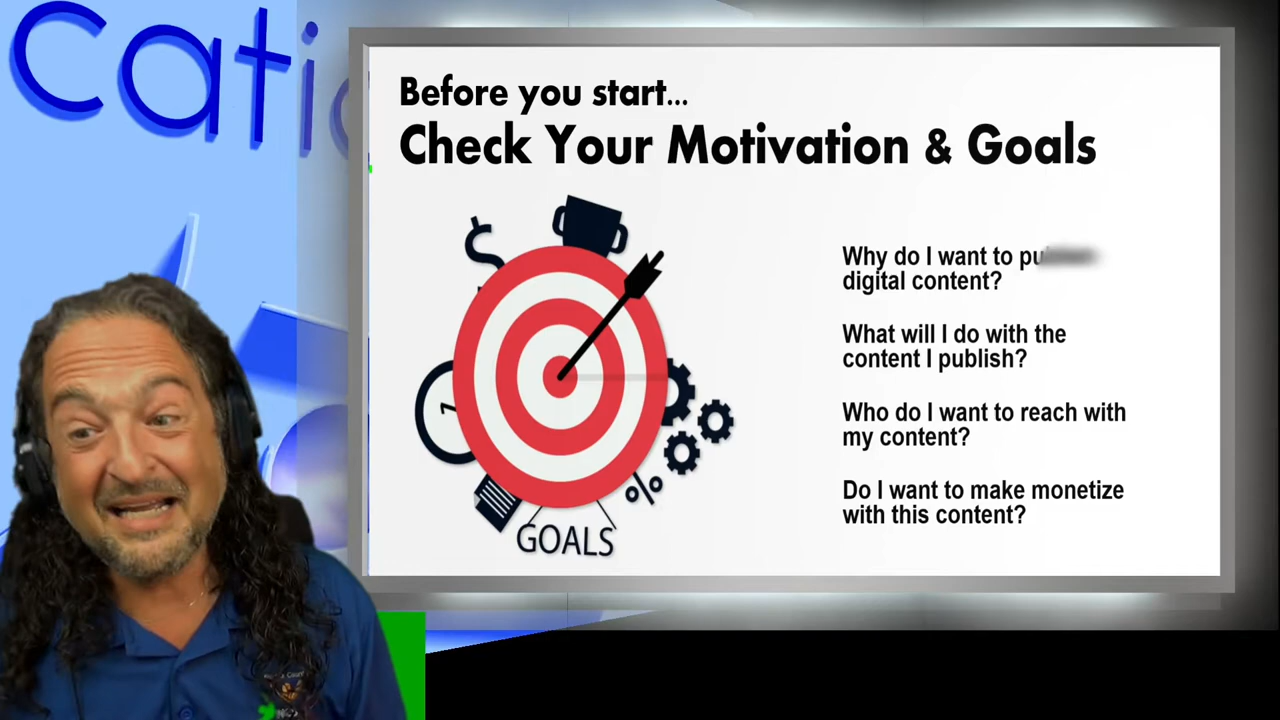 Cati
Before you start...
Check Your Motivation & Goals
Why do I want to
digital content?
What will I do with the
content I publish?
Who do I want to reach with
my content?
Do I want to make monetize
with this content?
$
%
GOALS